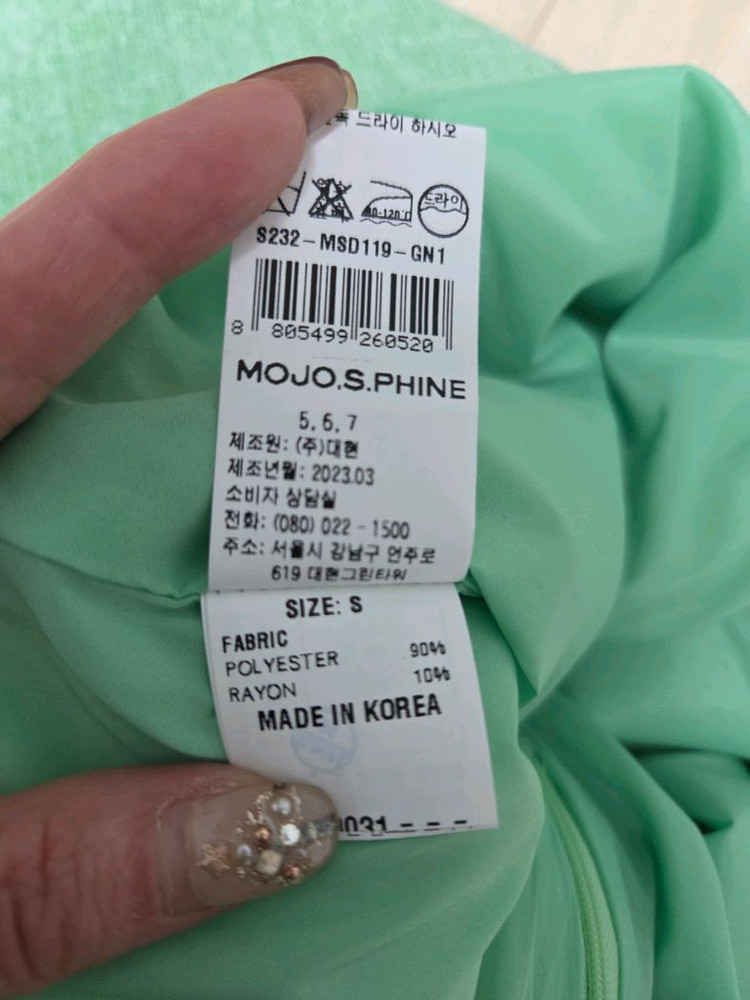 드라이 하시오
드라이
80-120℃
S232-MSD119-GN1
8 805499 260520
MOJO.S.PHINE
5, 6, 7
제조원: (주)대현
제조년월: 2023.03
소비자 상담실
전화: (080) 022 - 1500
주소: 서울시 강남구 언주로
619 대현그린타워
SIZE: S
FABRIC
POLYESTER 90%
RAYON 10%
MADE IN KOREA
0031 - - -